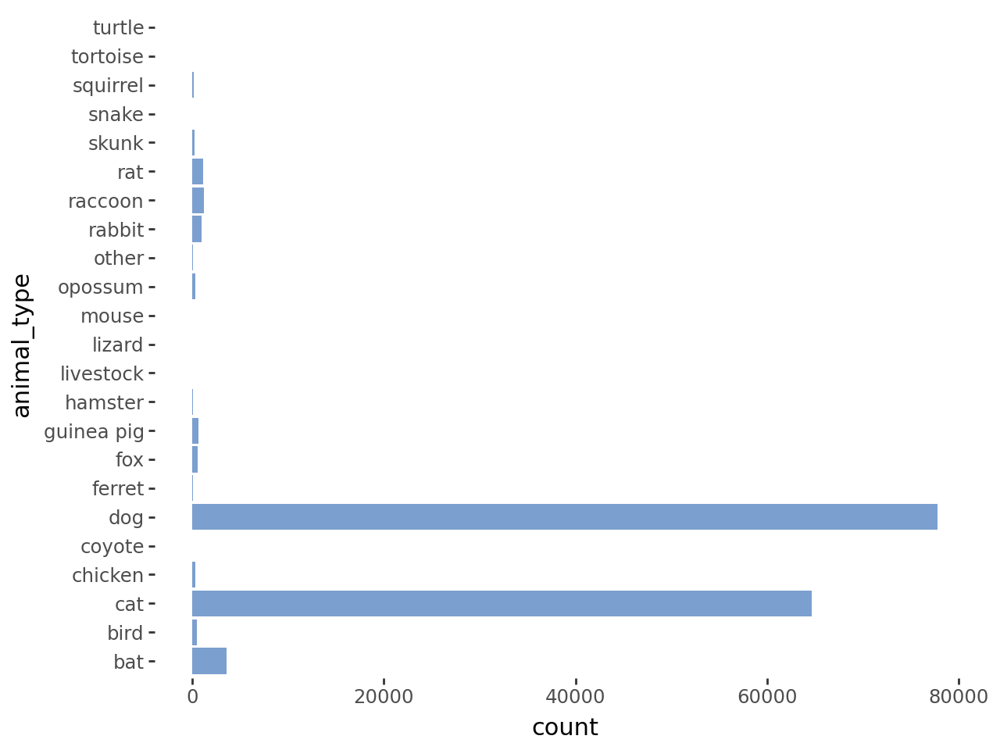 turtle
tortoise
squirrel
snake
skunk
rat
raccoon
rabbit
other
opossum
mouse
lizard
livestock
hamster
guinea pig
fox
ferret
dog
coyote
chicken
cat
bird
bat
animal_type
0 20000 40000 60000 80000
count